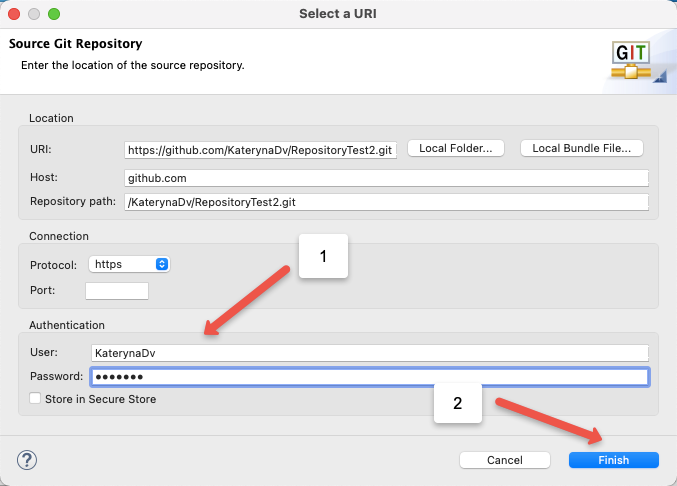 Select a URI
Source Git Repository
Enter the location of the source repository.
GIT
Location
URI: https://github.com/KaterynaDv/RepositoryTest2.git Local Folder... Local Bundle File...
Host: github.com
Repository path: /KaterynaDv/RepositoryTest2.git
Connection
1
Protocol: https
Port:
Authentication
User: KaterynaDv
Password: •••••••
2
Store in Secure Store
? Cancel Finish